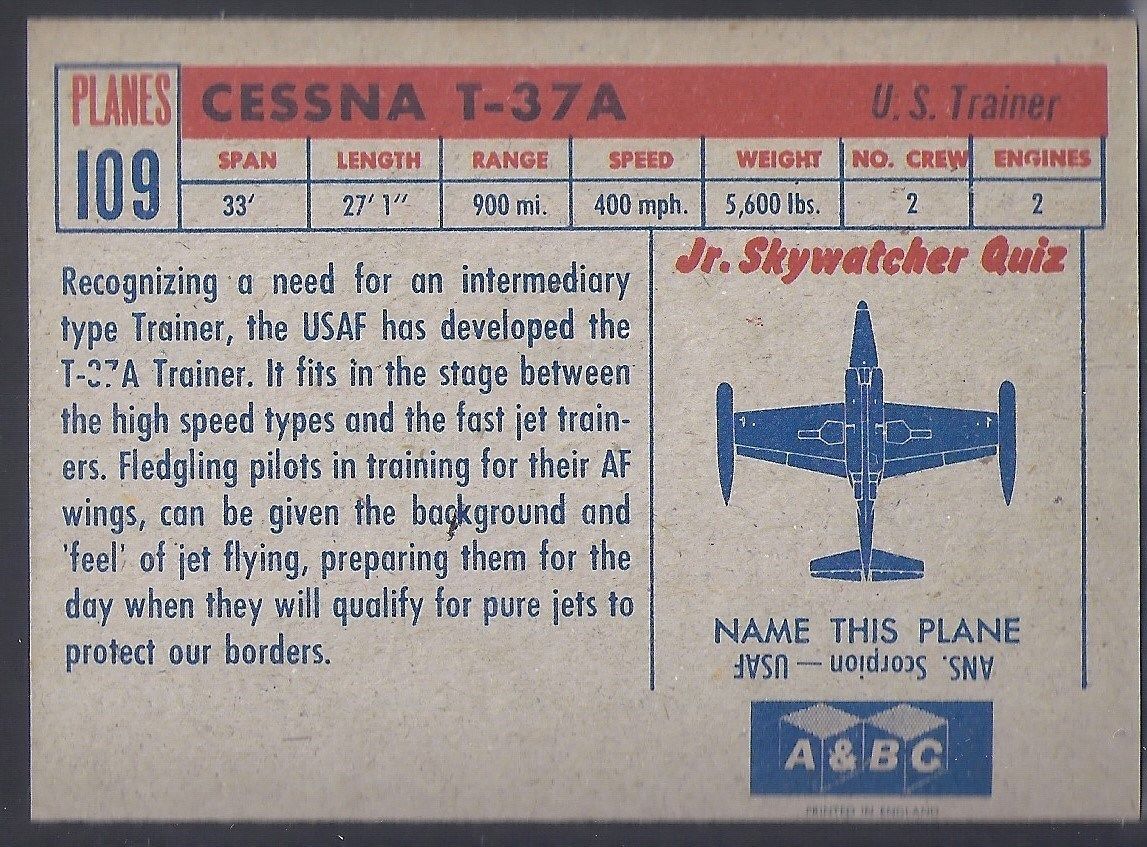 PLANES
109
CESSNA T-37A
U. S. Trainer
SPAN LENGTH RANGE SPEED WEIGHT NO. CREW ENGINES
33' 27' 1" 900 mi. 400 mph. 5,600 lbs. 2 2
Recognizing a need for an intermediary
type Trainer, the USAF has developed the
T-37A Trainer. It fits in the stage between
the high speed types and the fast jet train-
ers. Fledgling pilots in training for their AF
wings, can be given the background and
'feel' of jet flying, preparing them for the
day when they will qualify for pure jets to
protect our borders.
Jr. Skywatcher Quiz
NAME THIS PLANE
ANS. Scorpion — USAF
A & BC
PRINTED IN ENGLAND